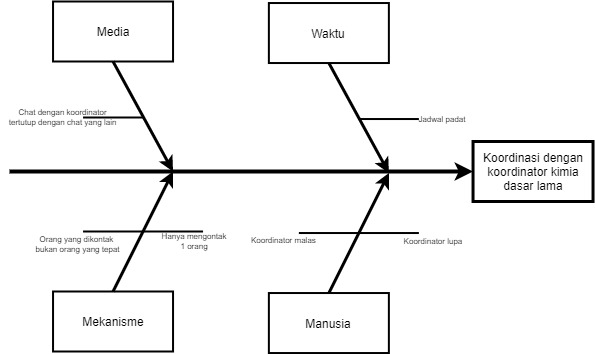 Media
Waktu
Chat dengan koordinator
tertutup dengan chat yang lain
Jadwal padat
Koordinasi dengan
koordinator kimia
dasar lama
Orang yang dikontak
bukan orang yang tepat
Hanya mengontak
1 orang
Koordinator malas
Koordinator lupa
Mekanisme
Manusia